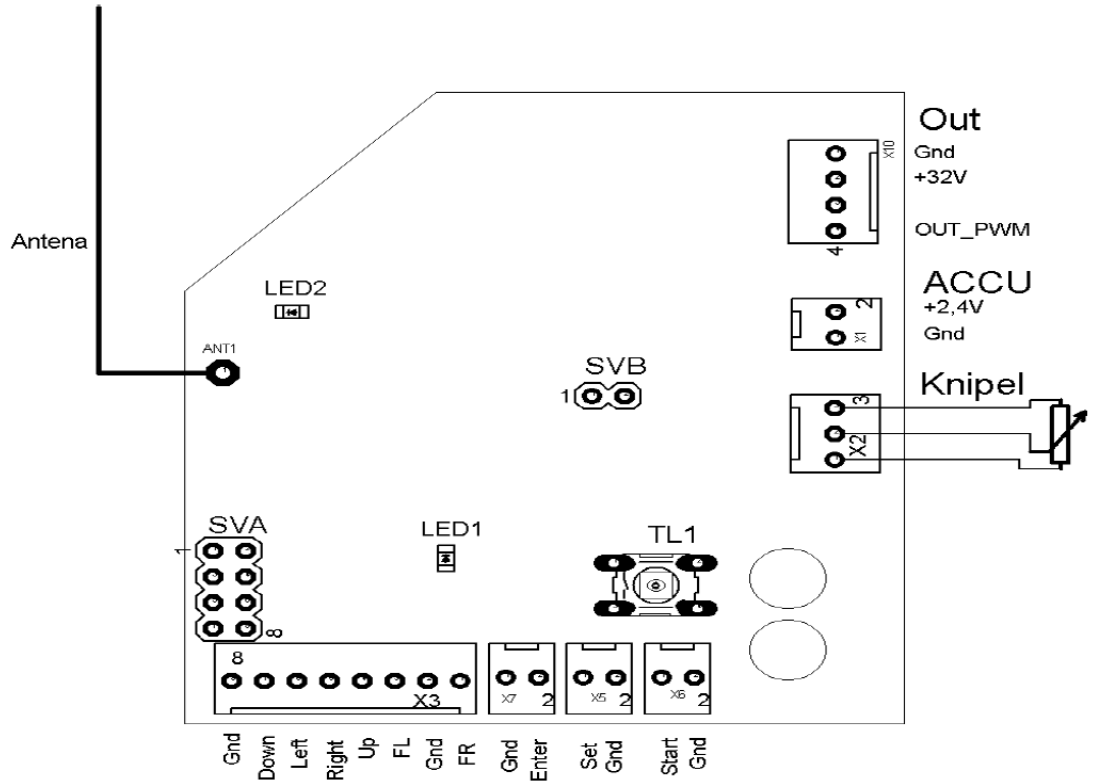 Out
X10
Gnd
+32V
OUT_PWM
4
Antena
ACCU
LED2
+2,4V
2
X1
Gnd
ANT1
SVB
1
Knipel
3
X2
SVA
1
LED1
TL1
8
8
X3
X7
2
X5
2
X6
2
Gnd
Down
Left
Right
Up
FL
Gnd
FR
Gnd
Enter
Set
Gnd
Start
Gnd